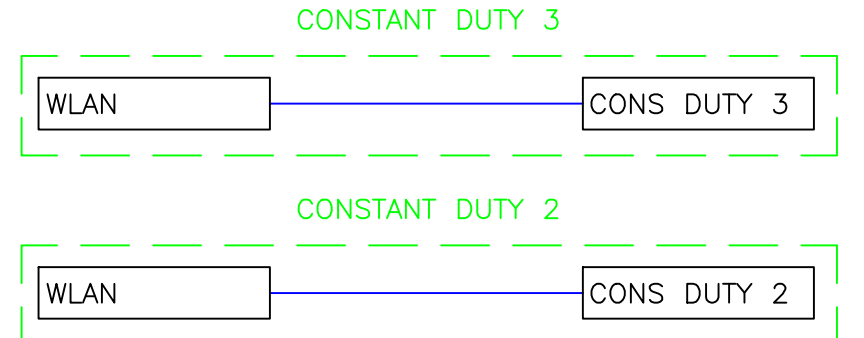 CONSTANT DUTY 3
WLAN CONS DUTY 3
CONSTANT DUTY 2
WLAN CONS DUTY 2